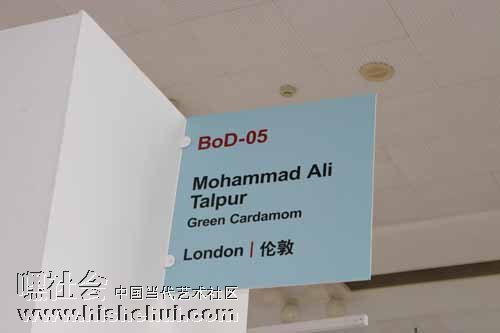 BoD-05
Mohammad Ali
Talpur
Green Cardamom
London | 伦敦
嘿社会 中国当代艺术社区
www.hishehui.com